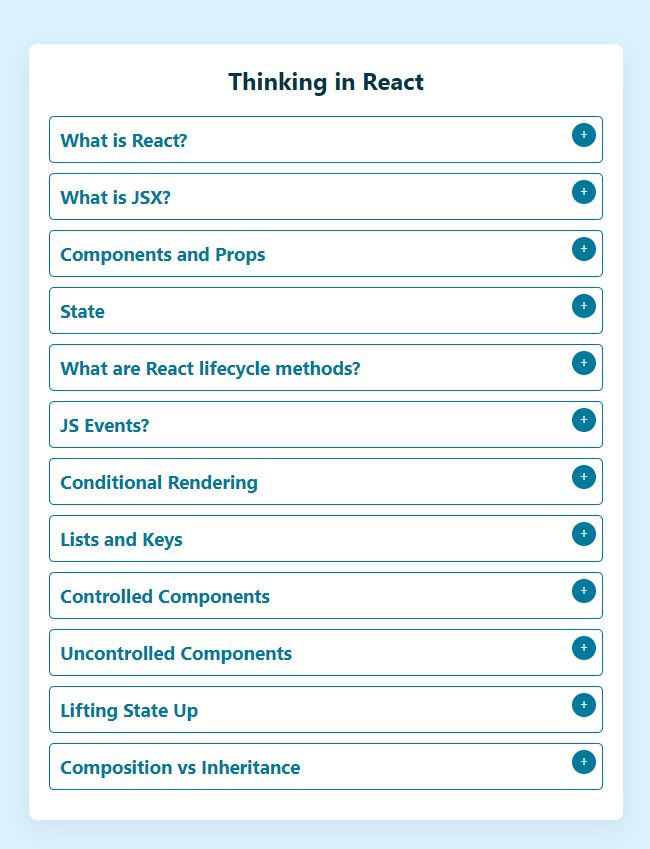 Thinking in React
What is React? +
What is JSX? +
Components and Props +
State +
What are React lifecycle methods? +
JS Events? +
Conditional Rendering +
Lists and Keys +
Controlled Components +
Uncontrolled Components +
Lifting State Up +
Composition vs Inheritance +